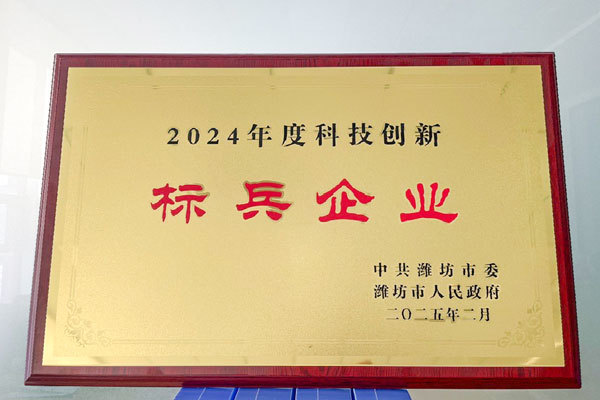 2024年度科技创新
标兵企业
中共潍坊市委
潍坊市人民政府
二〇二五年二月